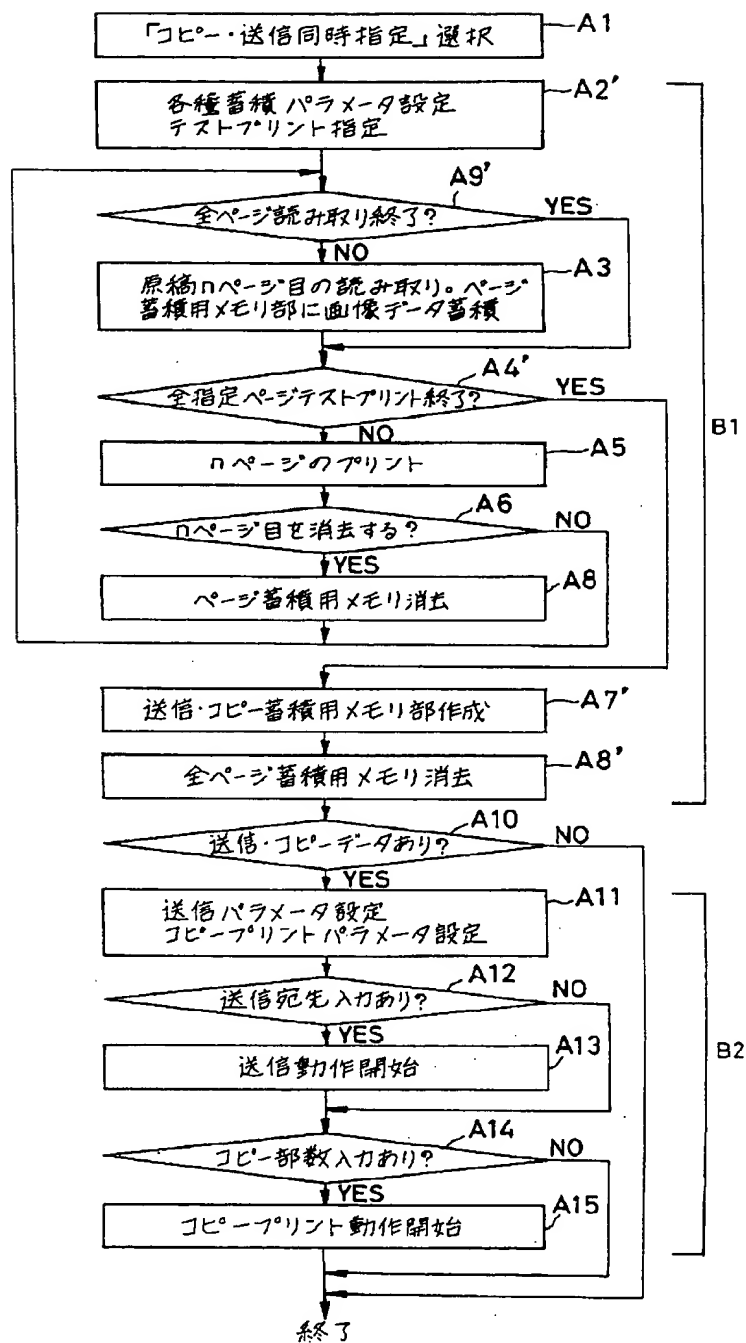 「コピー・送信同時指定」選択
A1
各種蓄積パラメータ設定
テストプリント指定
A2'
全ページ読み取り終了?
A9'
YES
NO
原稿nページ目の読み取り。ページ
蓄積用メモリ部に画像データ蓄積
A3
全指定ページテストプリント終了?
A4'
YES
NO
nページのプリント
A5
B1
nページ目を消去する?
A6
NO
YES
ページ蓄積用メモリ消去
A8
送信・コピー蓄積用メモリ部作成
A7'
全ページ蓄積用メモリ消去
A8'
送信・コピーデータあり?
A10
NO
YES
送信パラメータ設定
コピープリントパラメータ設定
A11
送信宛先入力あり?
A12
NO
YES
送信動作開始
A13
B2
コピー部数入力あり?
A14
NO
YES
コピープリント動作開始
A15
終了